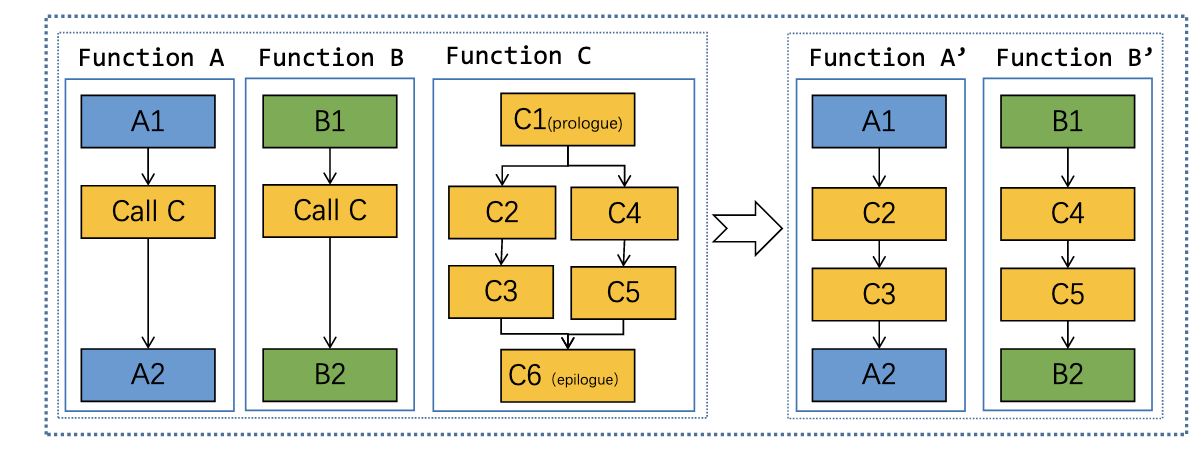 Function A
A1
Call C
A2
Function B
B1
Call C
B2
Function C
C1(prologue)
C2
C4
C3
C5
C6 (epilogue)
Function A’
A1
C2
C3
A2
Function B’
B1
C4
C5
B2